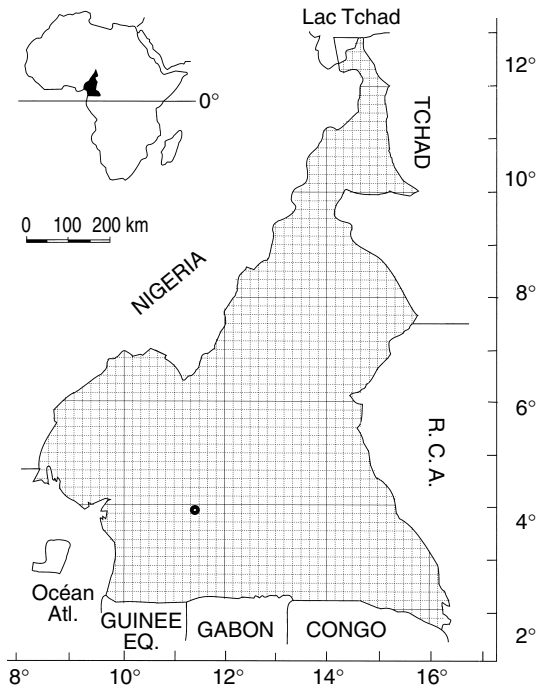 Lac Tchad
12°
0°
TCHAD
10°
0 100 200 km
NIGERIA
8°
6°
R. C. A.
4°
Océan
Atl.
GUINEE
EQ.
GABON
CONGO
2°
8° 10° 12° 14° 16°